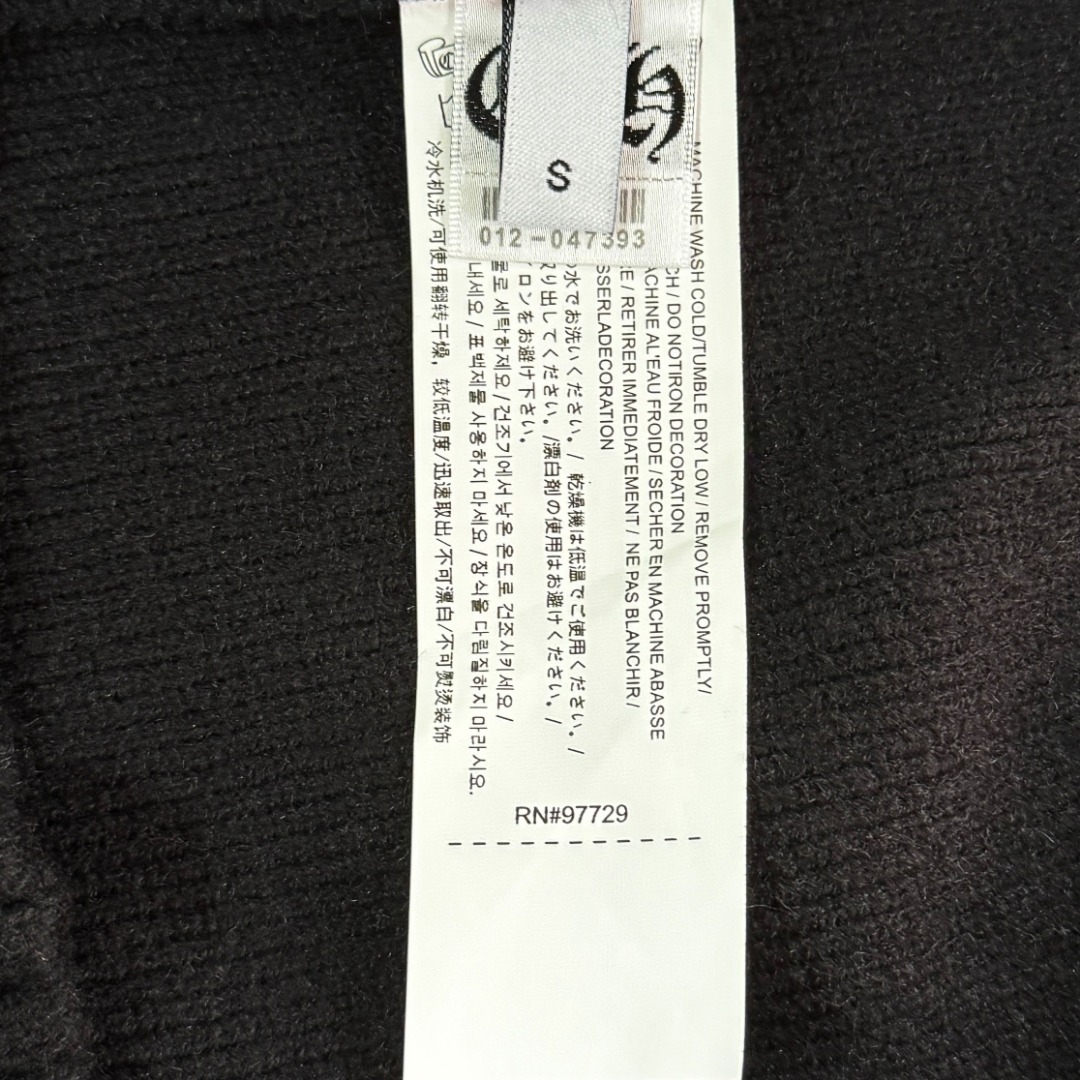 S
012-047393
MACHINE WASH COLD/TUMBLE DRY LOW/ REMOVE PROMPTLY/
CH / DO NOTIRON DECORATION
ACHINE AL'EAU FROIDE / SECHER EN MACHINE ABASSE
RE / RETIRER IMMEDIATEMENT / NE PAS BLANCHIR/
SSERLADECORATION
水でお洗いください。/ 乾燥機は低温でご使用ください。/
り出してください。/漂白剤の使用はお避けください。/
ロンをお避け下さい。
물로 세탁하제요/건조기에서 낮은 온도로 건조시키세요/
내세요/표백제물 사용하지 마세요/장식을 다림질하지 마라시요.
冷水机洗/可使用翻转干燥，较低温度/迅速取出/不可漂白/不可熨烫装饰
RN#97729